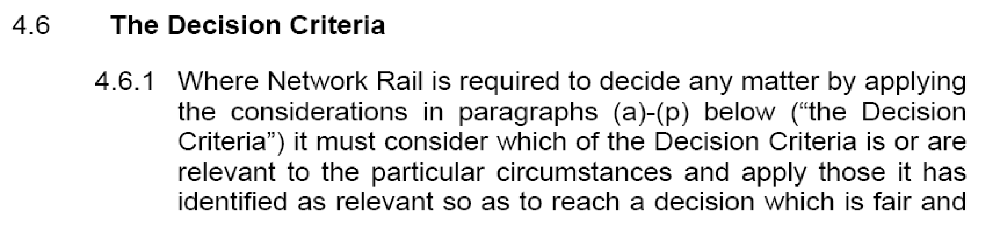 4.6 The Decision Criteria
4.6.1 Where Network Rail is required to decide any matter by applying
the considerations in paragraphs (a)-(p) below (“the Decision
Criteria”) it must consider which of the Decision Criteria is or are
relevant to the particular circumstances and apply those it has
identified as relevant so as to reach a decision which is fair and